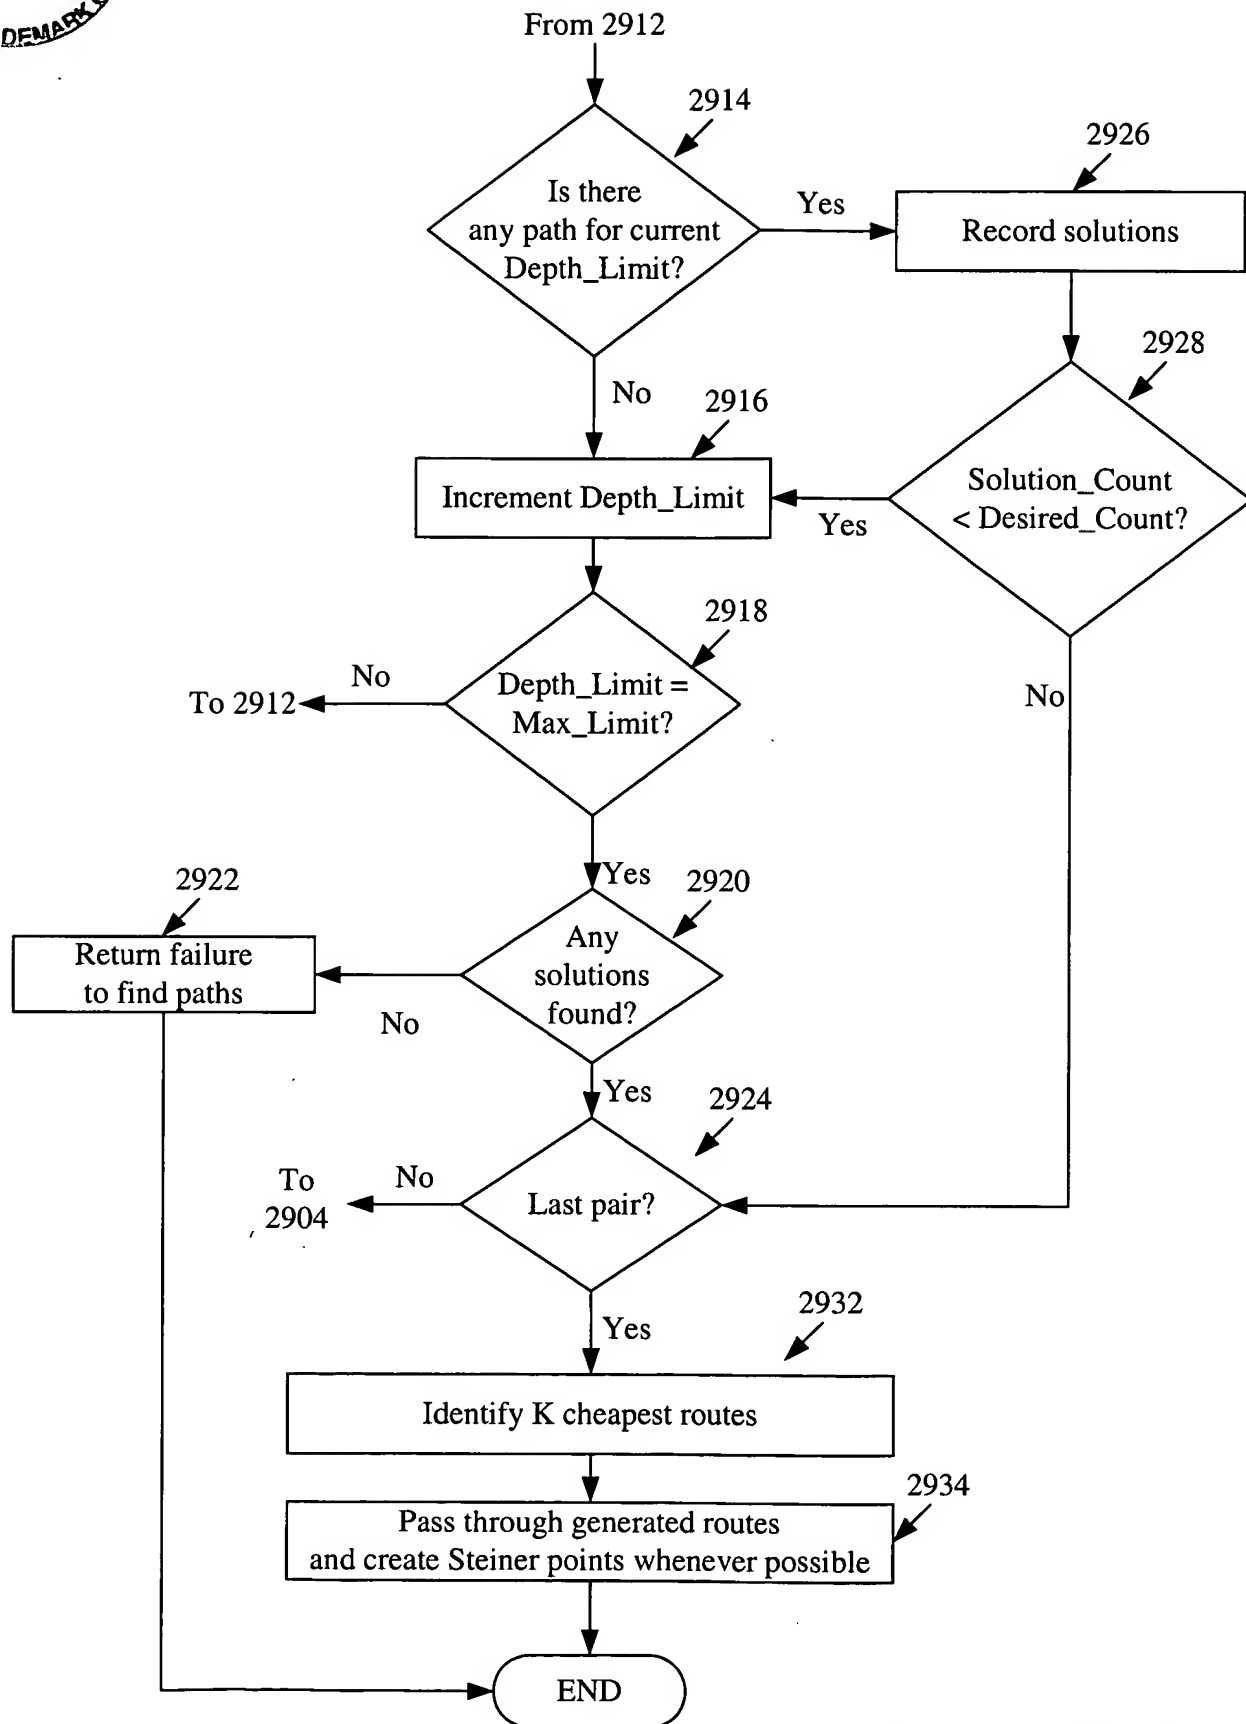 DEMARK
From 2912
2914
2926
Is there
any path for current
Depth_Limit?
Yes
Record solutions
No
2928
2916
Increment Depth_Limit
Yes
Solution_Count
< Desired_Count?
2918
No
To 2912
Depth_Limit =
Max_Limit?
No
Yes
2922
2920
Return failure
to find paths
Any
solutions
found?
No
Yes
2924
To
2904
No
Last pair?
Yes
2932
Identify K cheapest routes
2934
Pass through generated routes
and create Steiner points whenever possible
END